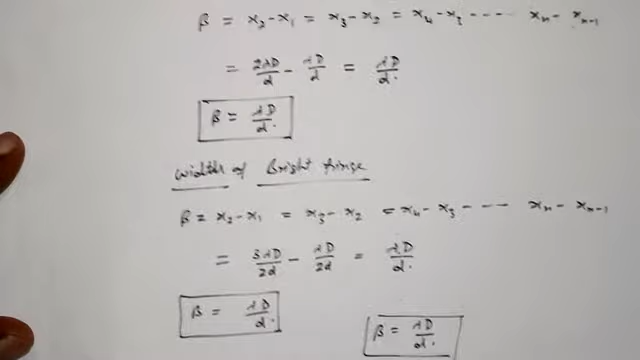 β = x₂-x₁ = x₃-x₂ = x₄-x₃ ---- xₙ- xₙ₋₁
= 2λD/d - λD/d = λD/d.
β = λD/d.
Width of Bright fringe
β = x₂-x₁ = x₃-x₂ = x₄-x₃- --- xₙ- xₙ₋₁
= 3λD/2d - λD/2d = λD/d.
β = λD/d. β = λD/d.